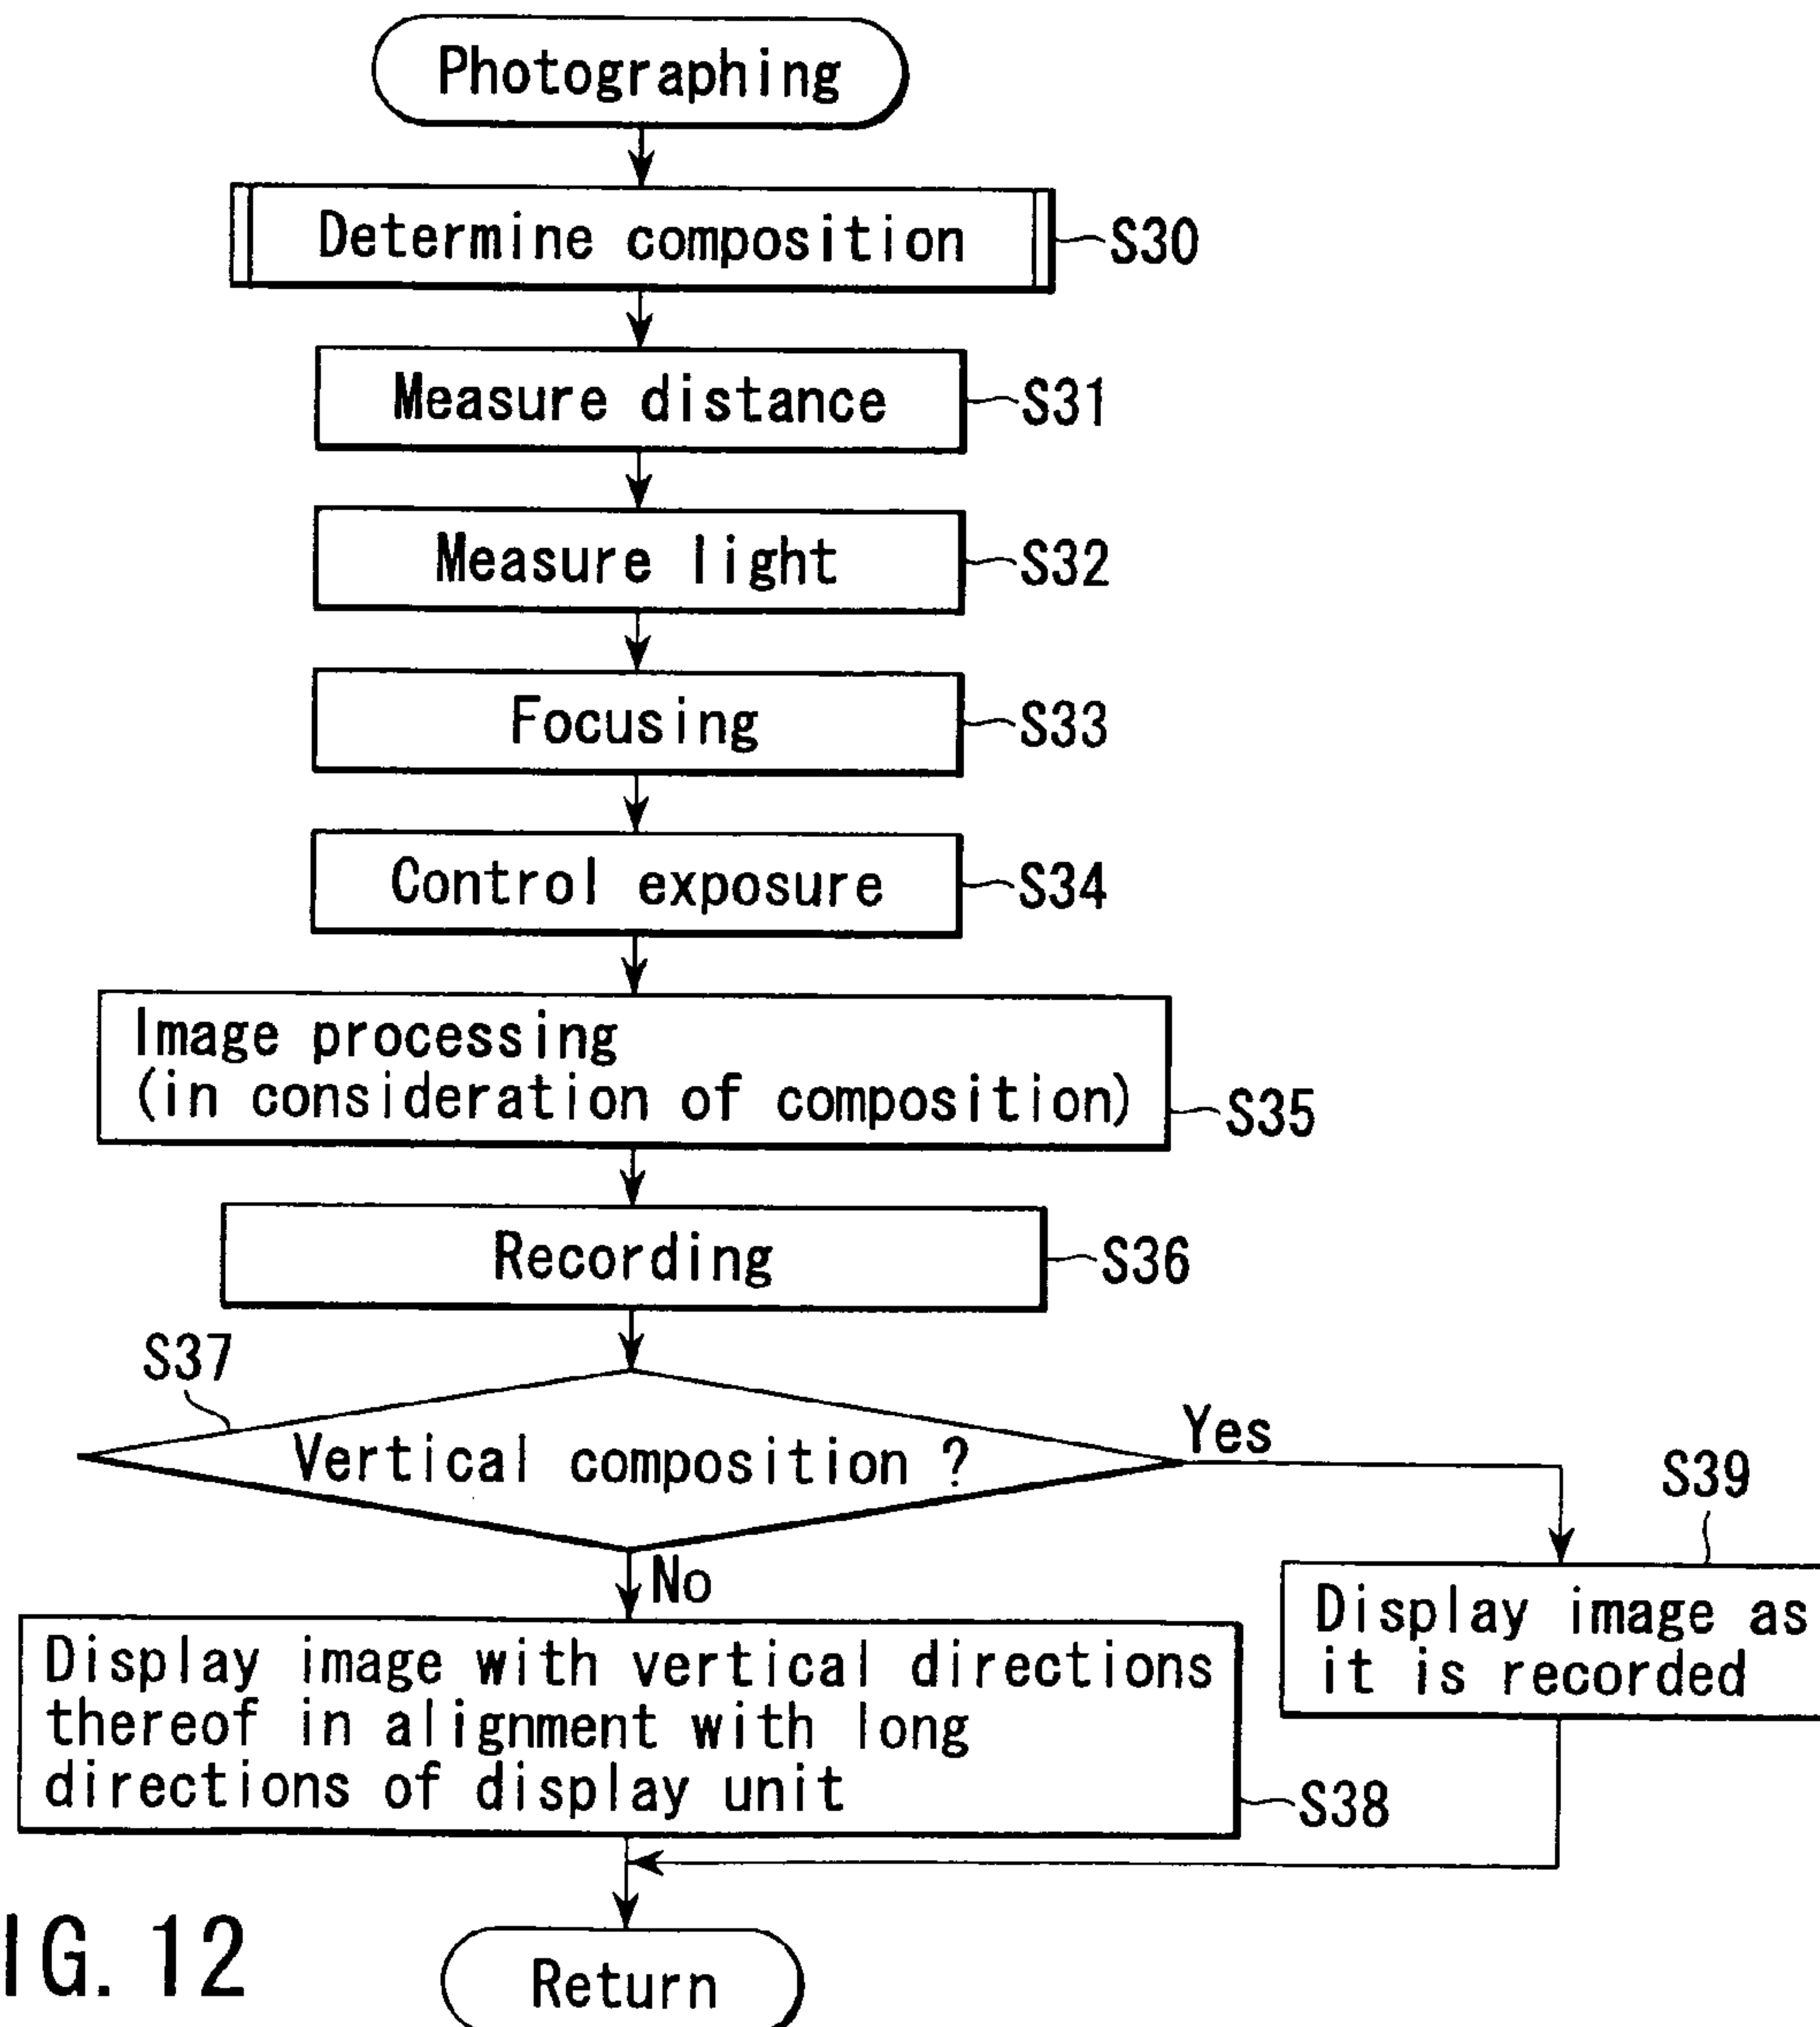 Photographing
Determine composition
S30
Measure distance
S31
Measure light
S32
Focusing
S33
Control exposure
S34
Image processing
(in consideration of composition)
S35
Recording
S36
S37
Vertical composition ?
Yes
No
S39
Display image as
it is recorded
Display image with vertical directions
thereof in alignment with long
directions of display unit
S38
IG. 12
Return